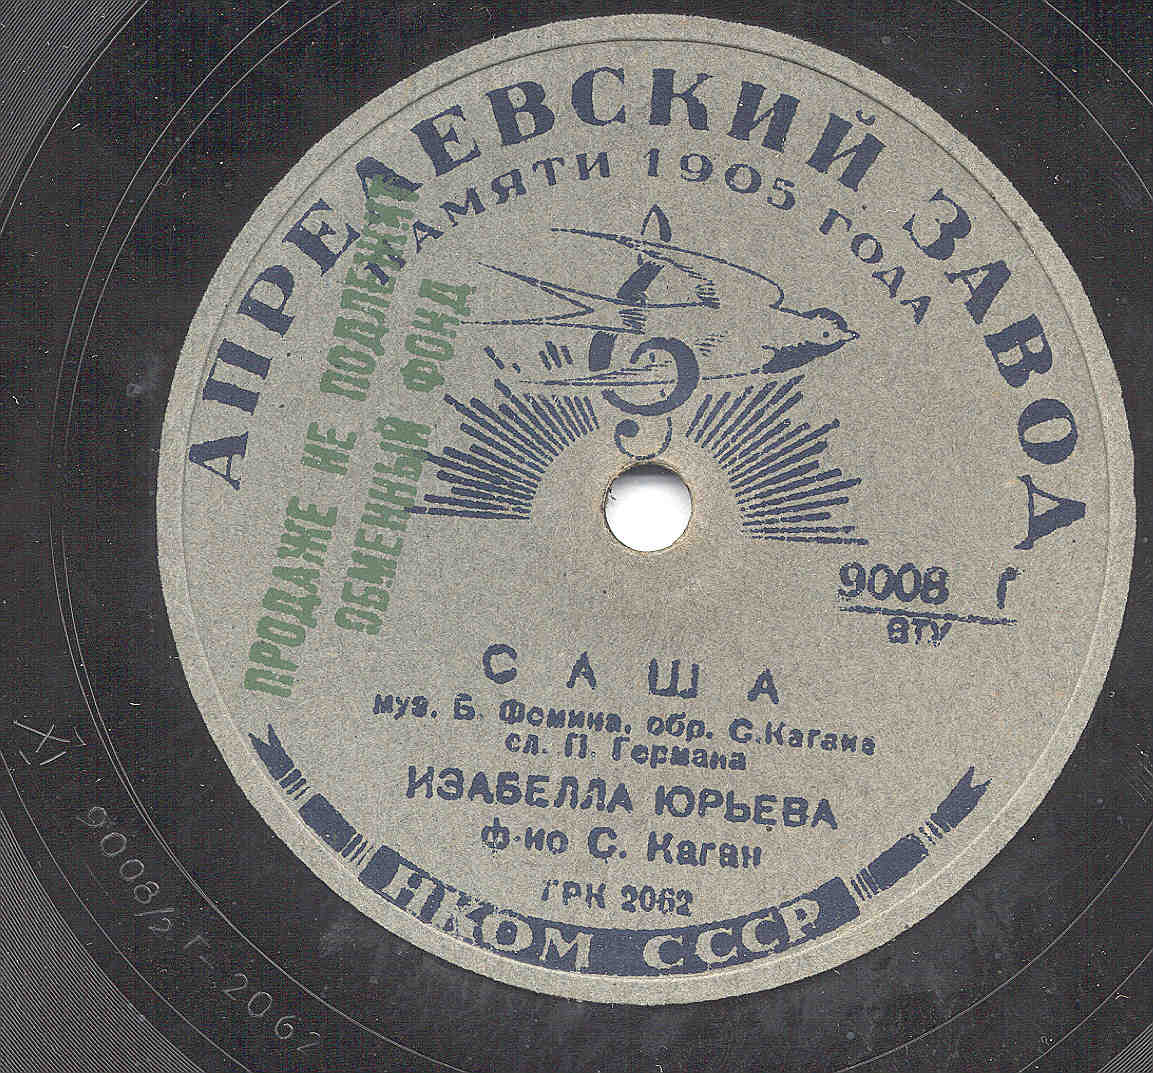 АПРЕЛЕВСКИЙ ЗАВОД
ПАМЯТИ 1905 ГОДА
ПРОДАЖЕ НЕ ПОДЛЕЖИТ
ОБМЕННЫЙ ФОНД
9008 Г
ВТУ
САША
муз. Б. Фомина, обр. С. Кагана
сл. П. Германа
ИЗАБЕЛЛА ЮРЬЕВА
ф-но С. Каган
ГРК 2062
НКОМ СССР
XI
9008/2 Г-2062